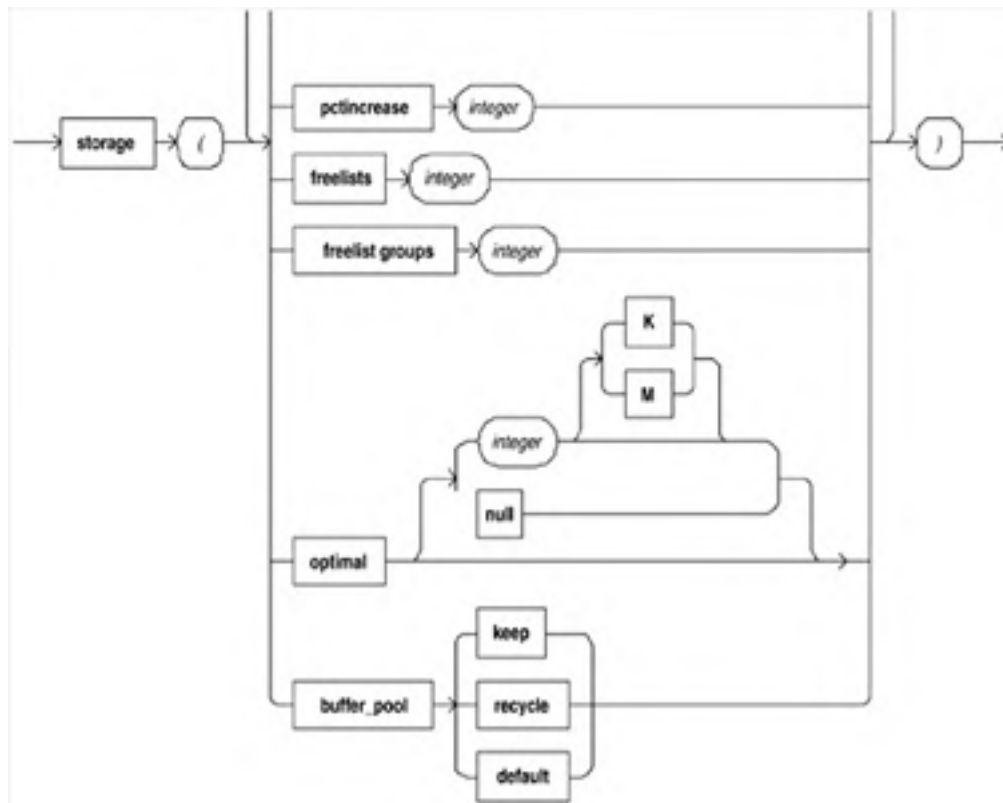 pctincrease integer
storage ( )
freelists integer
freelist groups integer
K
M
integer
null
optimal
keep
buffer_pool recycle
default